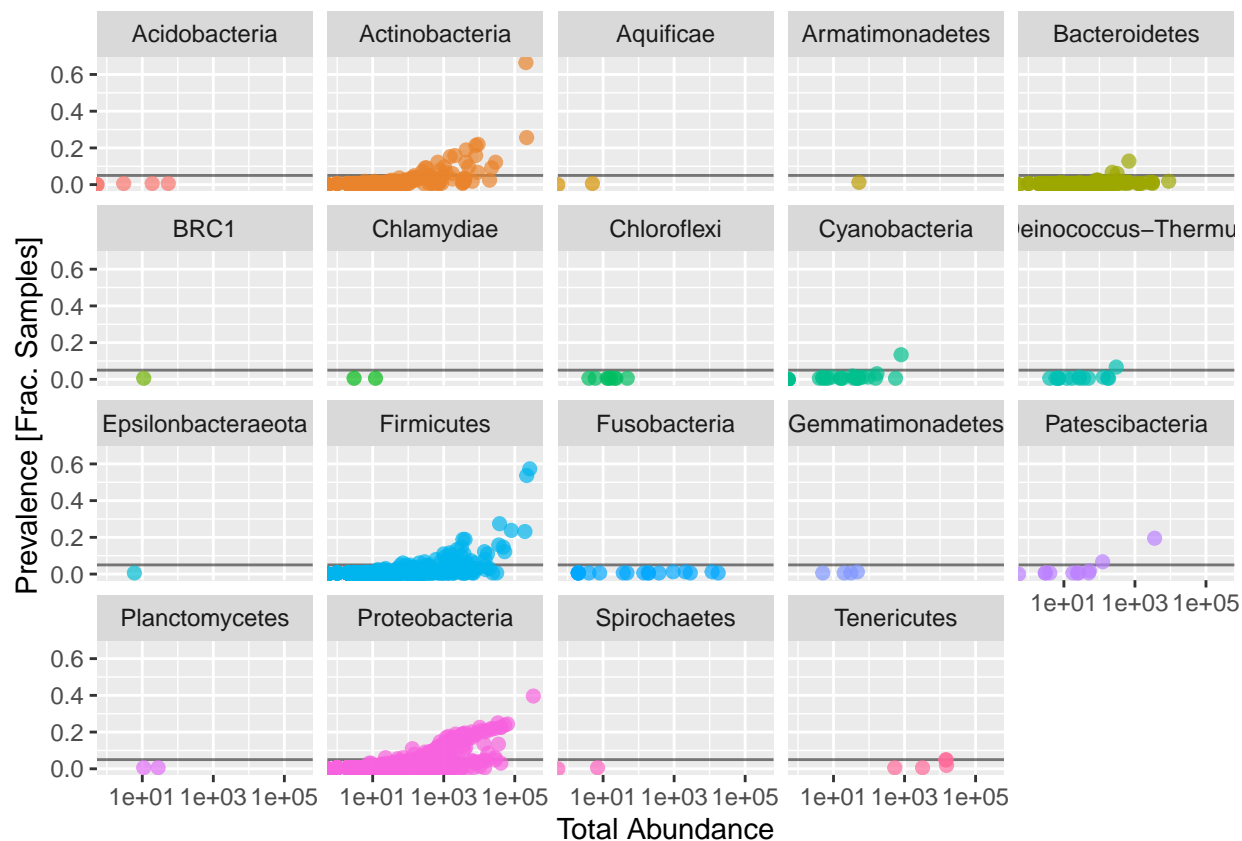 Acidobacteria Actinobacteria Aquificae Armatimonadetes Bacteroidetes
0.6
0.4
0.2
0.0
BRC1 Chlamydiae Chloroflexi Cyanobacteria Deinococcus−Thermu
0.6
0.4
0.2
0.0
Prevalence [Frac. Samples]
Epsilonbacteraeota Firmicutes Fusobacteria Gemmatimonadetes Patescibacteria
0.6
0.4
0.2
0.0
1e+01 1e+03 1e+05
Planctomycetes Proteobacteria Spirochaetes Tenericutes
0.6
0.4
0.2
0.0
1e+01 1e+03 1e+05 1e+01 1e+03 1e+05 1e+01 1e+03 1e+05 1e+01 1e+03 1e+05
Total Abundance